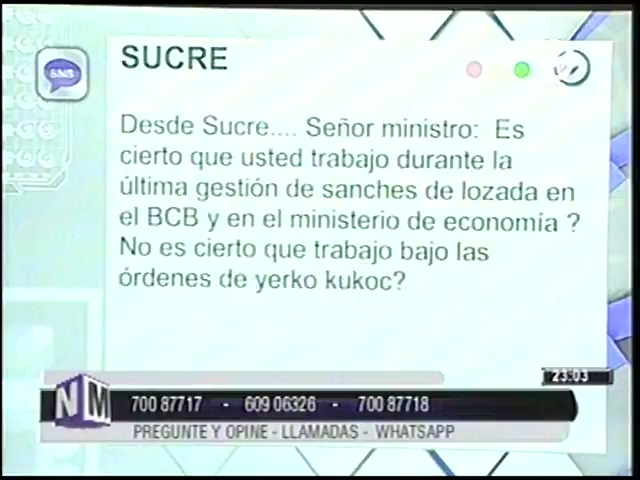 SUCRE
SMS
Desde Sucre.... Señor ministro: Es
cierto que usted trabajo durante la
última gestión de sanches de lozada en
el BCB y en el ministerio de economía ?
No es cierto que trabajo bajo las
órdenes de yerko kukoc?
23:03
NM
700 87717 - 609 06326 - 700 87718
PREGUNTE Y OPINE - LLAMADAS - WHATSAPP